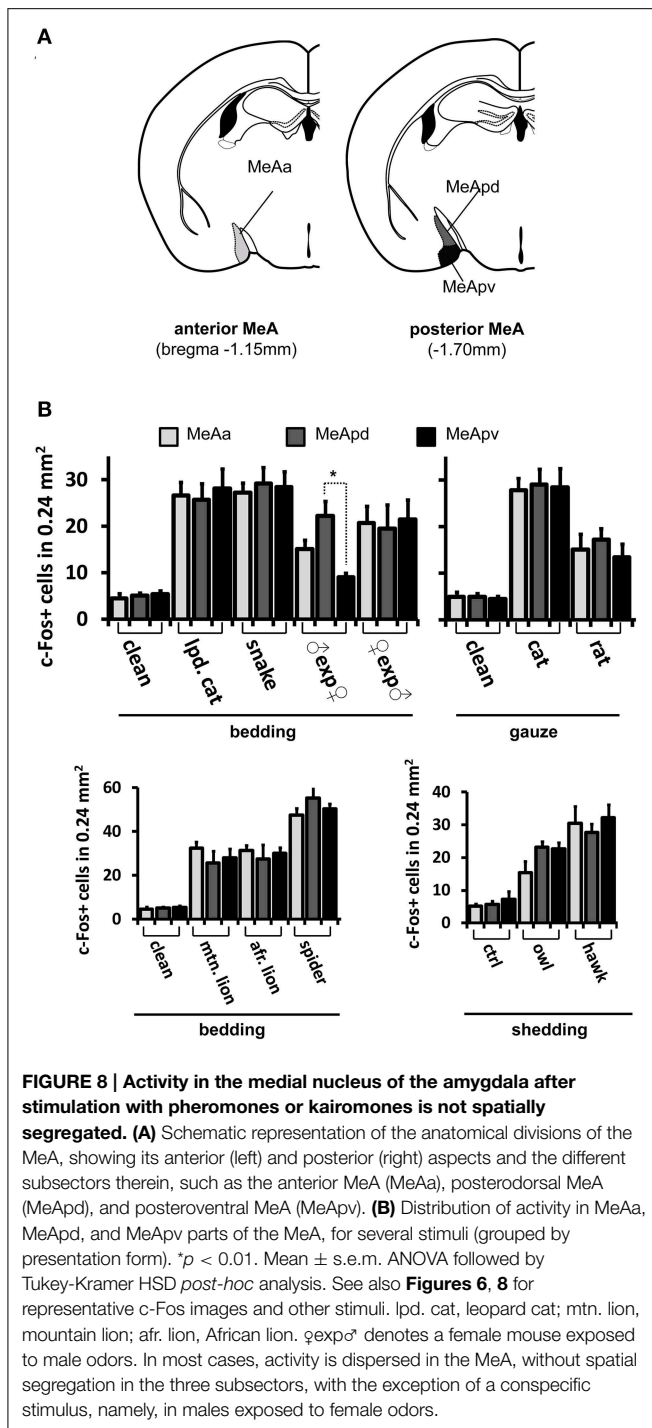 A
MeAa
MeApd
MeApv
anterior MeA
(bregma -1.15mm)
posterior MeA
(-1.70mm)
B
MeAa MeApd MeApv
c-Fos+ cells in 0.24 mm²
30
20
10
0
*
clean
lpd. cat
snake
♂exp♀
♀exp♂
bedding
30
20
10
0
clean
cat
rat
gauze
c-Fos+ cells in 0.24 mm²
60
40
20
0
clean
mtn. lion
afr. lion
spider
bedding
c-Fos+ cells in 0.24 mm²
40
30
20
10
0
ctrl
owl
hawk
shedding
FIGURE 8 | Activity in the medial nucleus of the amygdala after
stimulation with pheromones or kairomones is not spatially
segregated. (A) Schematic representation of the anatomical divisions of the
MeA, showing its anterior (left) and posterior (right) aspects and the different
subsectors therein, such as the anterior MeA (MeAa), posterodorsal MeA
(MeApd), and posteroventral MeA (MeApv). (B) Distribution of activity in MeAa,
MeApd, and MeApv parts of the MeA, for several stimuli (grouped by
presentation form). *p < 0.01. Mean ± s.e.m. ANOVA followed by
Tukey-Kramer HSD post-hoc analysis. See also Figures 6, 8 for
representative c-Fos images and other stimuli. lpd. cat, leopard cat; mtn. lion,
mountain lion; afr. lion, African lion. ♀exp♂ denotes a female mouse exposed
to male odors. In most cases, activity is dispersed in the MeA, without spatial
segregation in the three subsectors, with the exception of a conspecific
stimulus, namely, in males exposed to female odors.